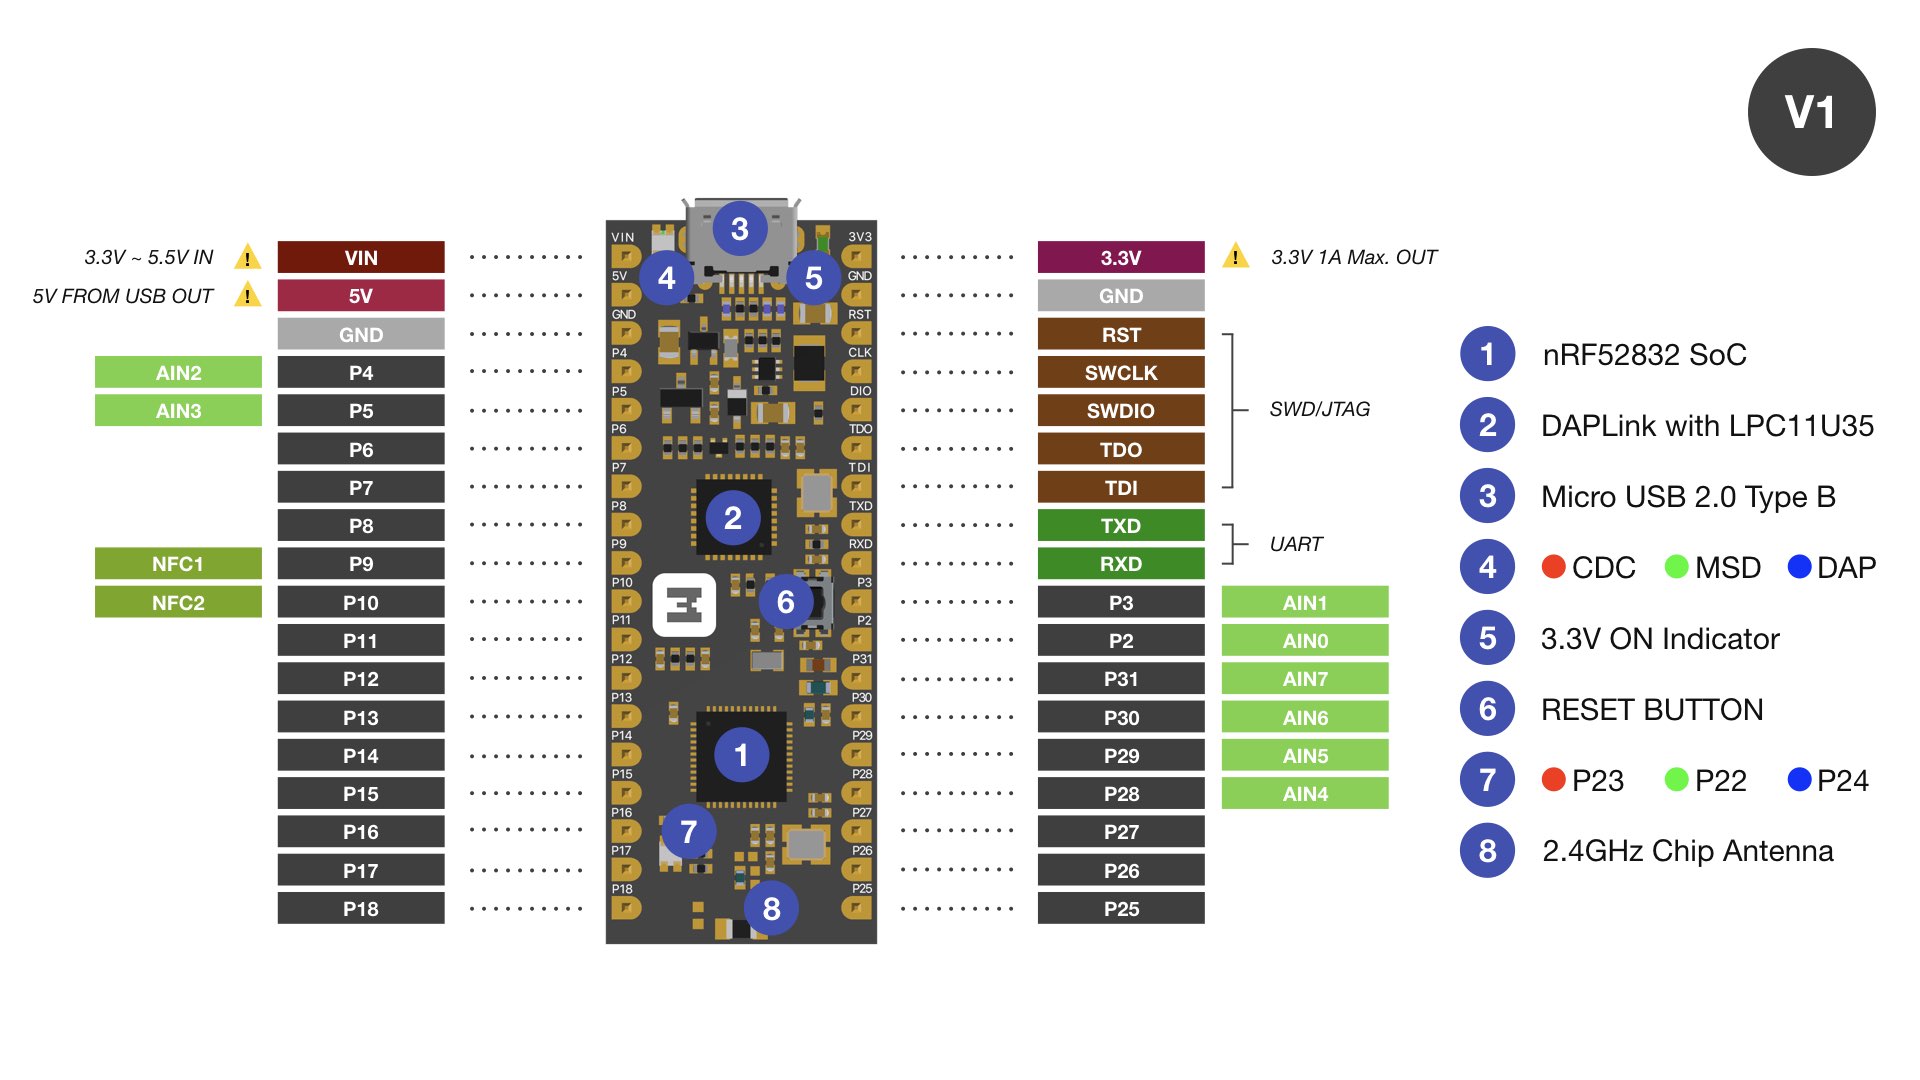 V1
3.3V ~ 5.5V IN
5V FROM USB OUT
AIN2
AIN3
NFC1
NFC2
VIN
5V
GND
P4
P5
P6
P7
P8
P9
P10
P11
P12
P13
P14
P15
P16
P17
P18
VIN
5V
GND
P4
P5
P6
P7
P8
P9
P10
P11
P12
P13
P14
P15
P16
P17
P18
3
4
5
2
6
1
7
8
3V3
GND
RST
CLK
DIO
TDO
TDI
TXD
RXD
P3
P2
P31
P30
P29
P28
P27
P26
P25
3.3V
GND
RST
SWCLK
SWDIO
TDO
TDI
TXD
RXD
P3
P2
P31
P30
P29
P28
P27
P26
P25
3.3V 1A Max. OUT
SWD/JTAG
UART
AIN1
AIN0
AIN7
AIN6
AIN5
AIN4
1 nRF52832 SoC
2 DAPLink with LPC11U35
3 Micro USB 2.0 Type B
4 CDC MSD DAP
5 3.3V ON Indicator
6 RESET BUTTON
7 P23 P22 P24
8 2.4GHz Chip Antenna